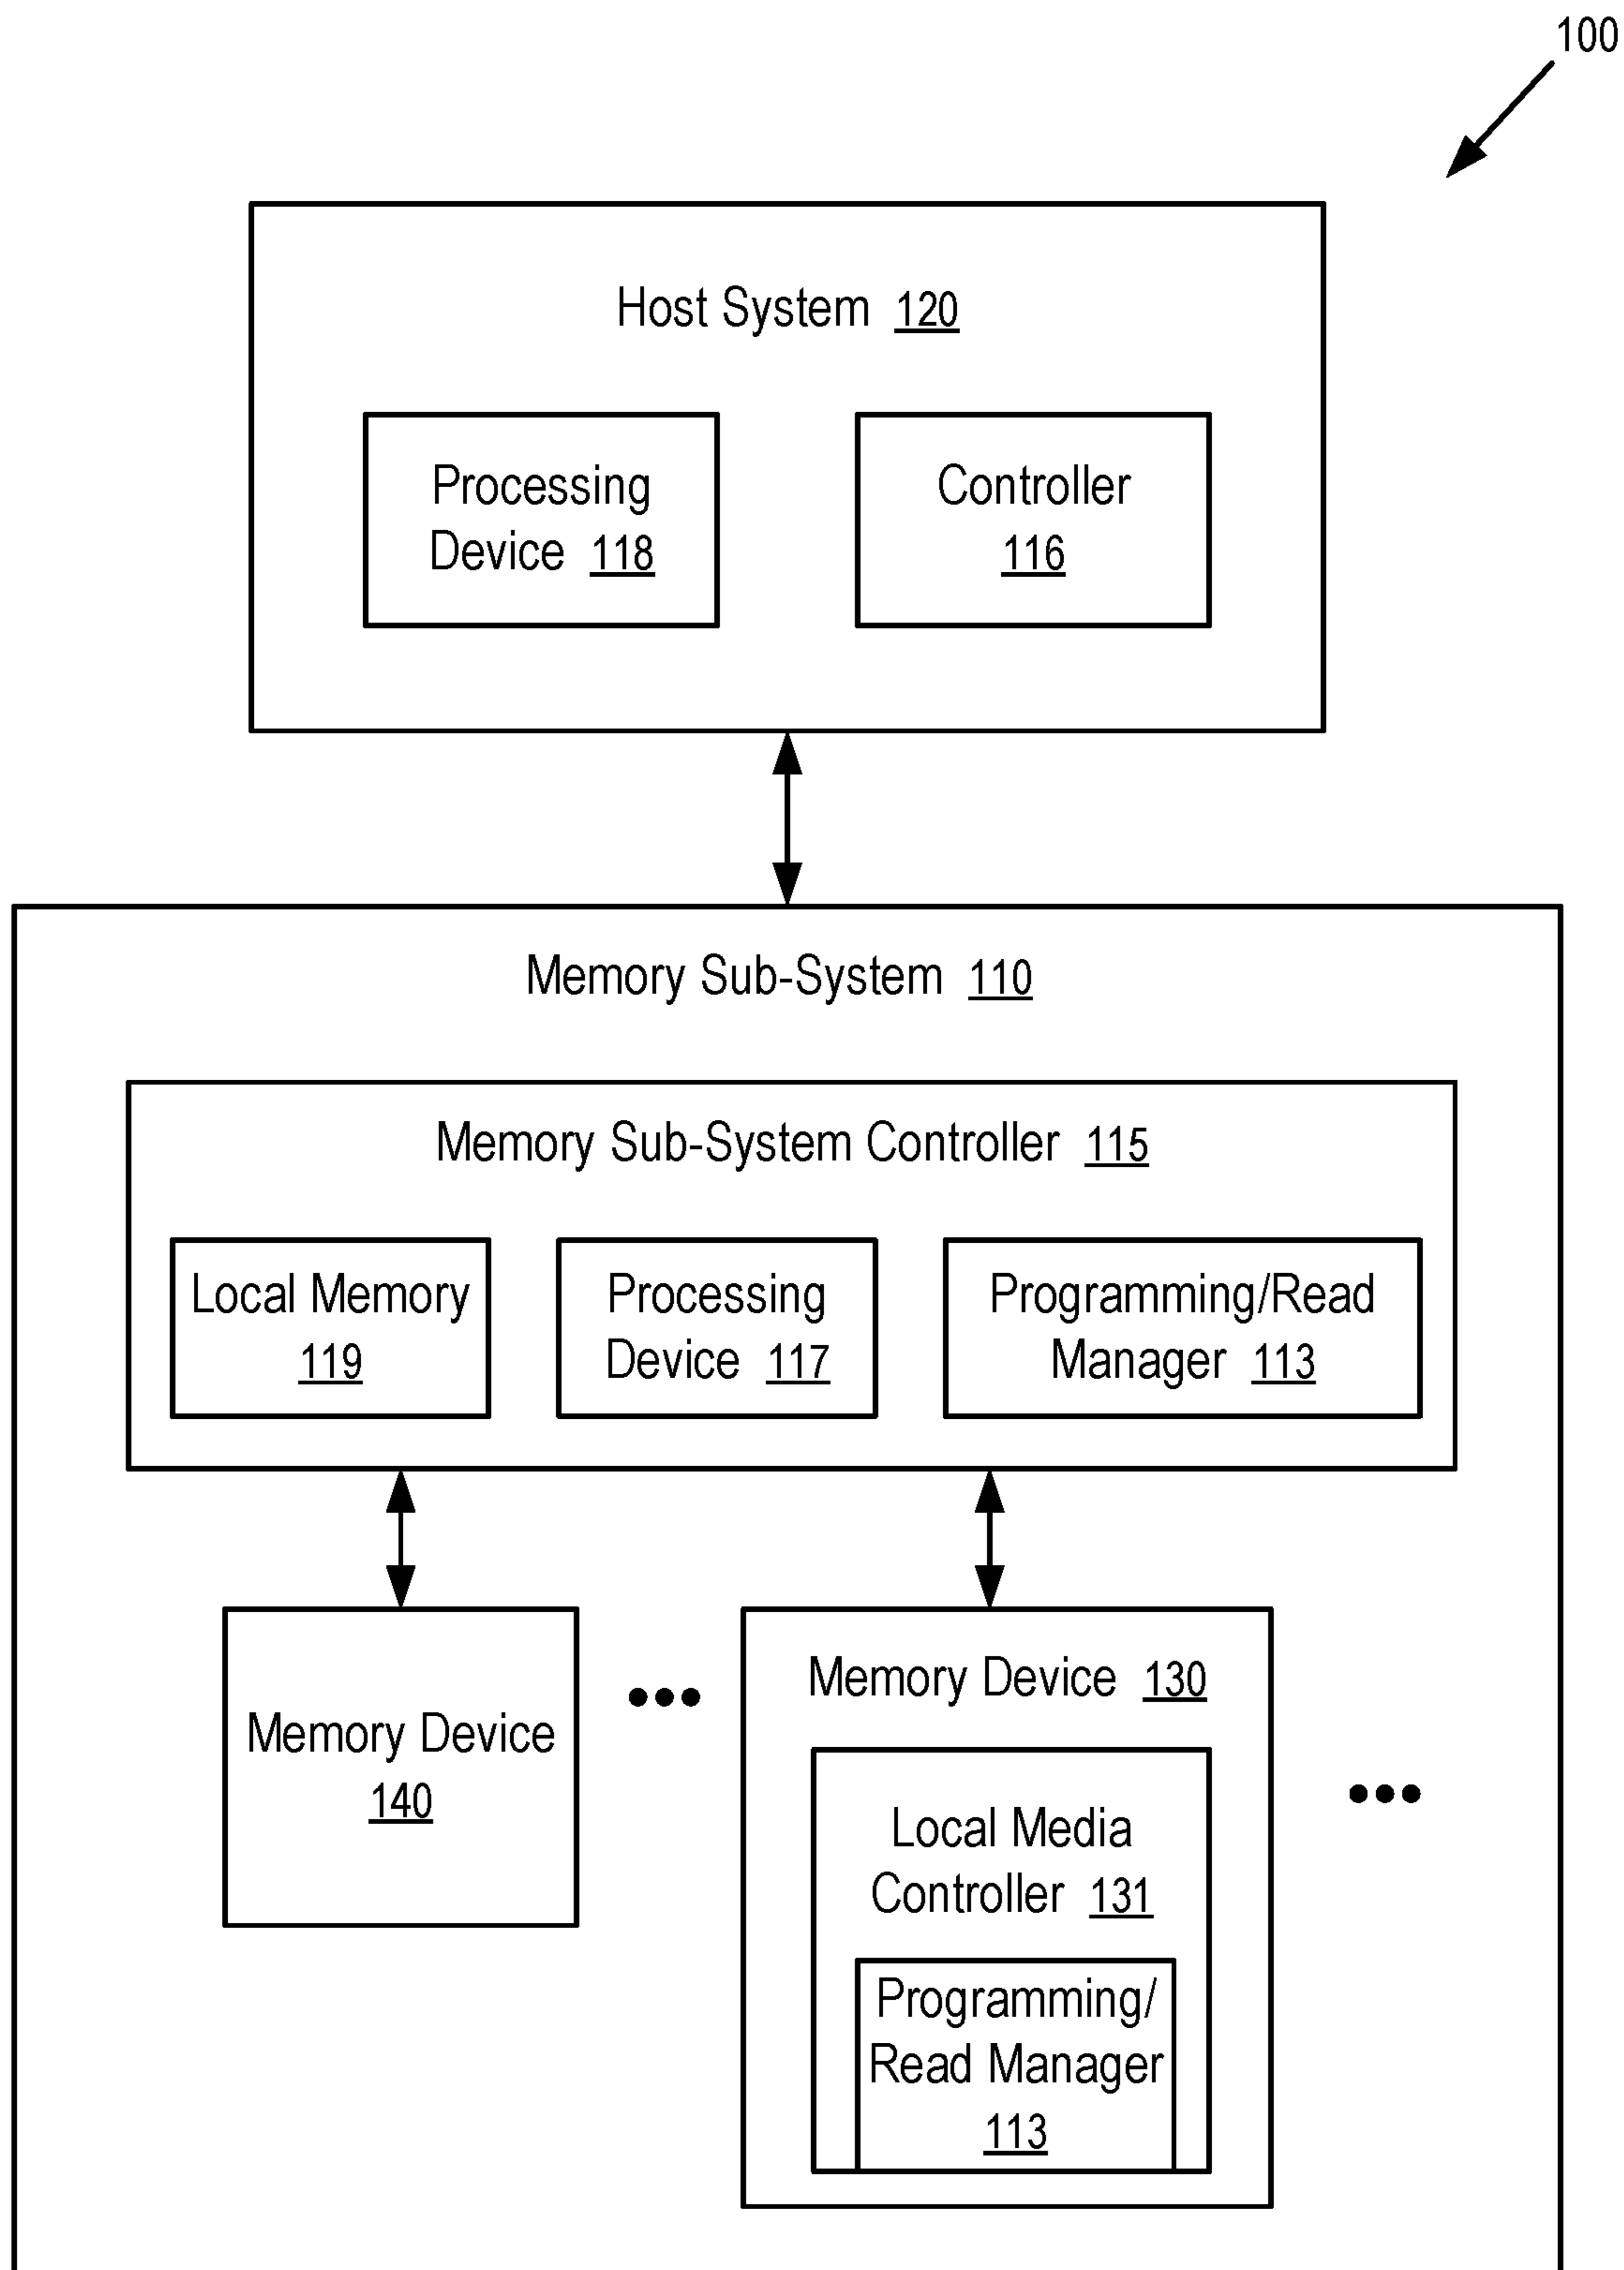 100
Host System 120
Processing
Device 118
Controller
116
Memory Sub-System 110
Memory Sub-System Controller 115
Local Memory
119
Processing
Device 117
Programming/Read
Manager 113
Memory Device
140
•••
Memory Device 130
Local Media
Controller 131
Programming/
Read Manager
113
•••